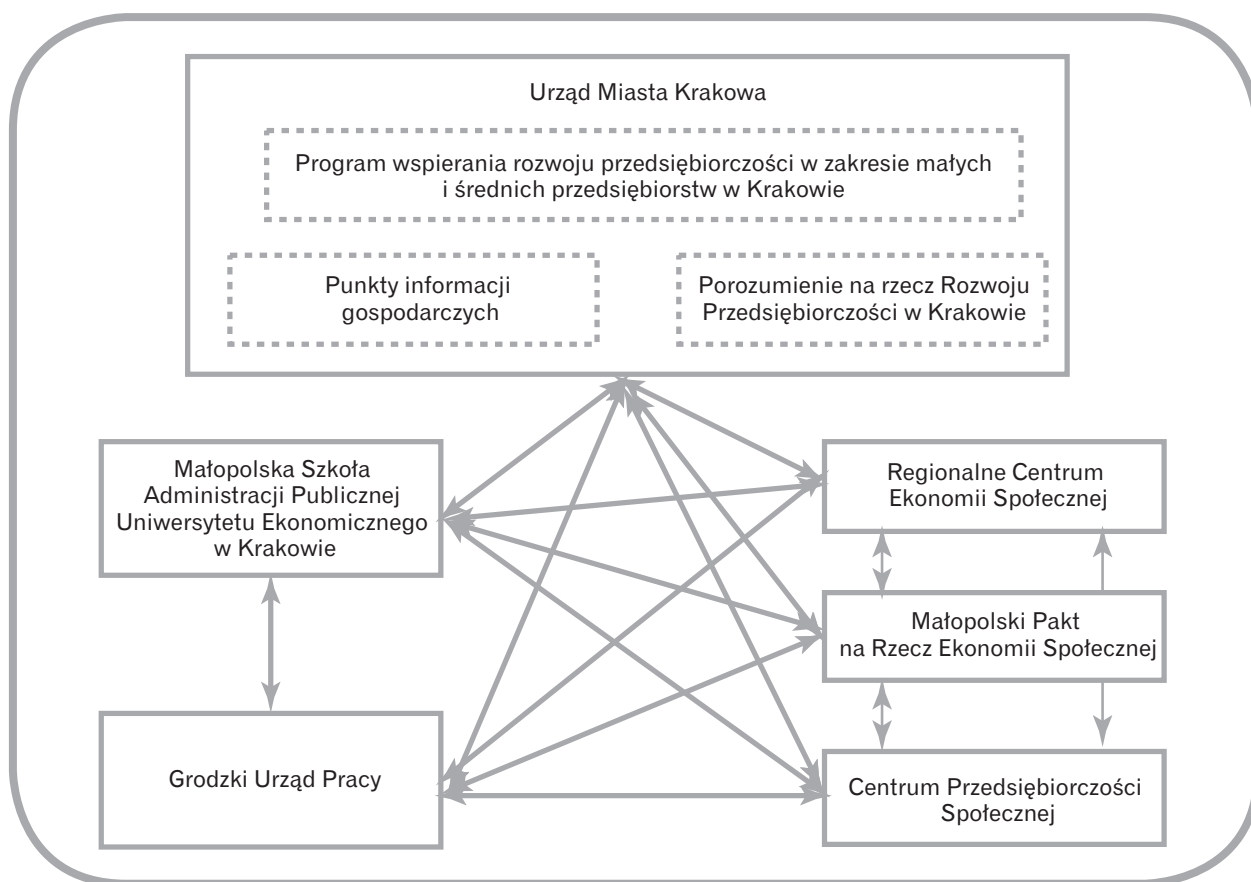 Urząd Miasta Krakowa
Program wspierania rozwoju przedsiębiorczości w zakresie małych
i średnich przedsiębiorstw w Krakowie
Punkty informacji
gospodarczych
Porozumienie na rzecz Rozwoju
Przedsiębiorczości w Krakowie
Małopolska Szkoła
Administracji Publicznej
Uniwersytetu Ekonomicznego
w Krakowie
Regionalne Centrum
Ekonomii Społecznej
Małopolski Pakt
na Rzecz Ekonomii Społecznej
Grodzki Urząd Pracy
Centrum Przedsiębiorczości
Społecznej